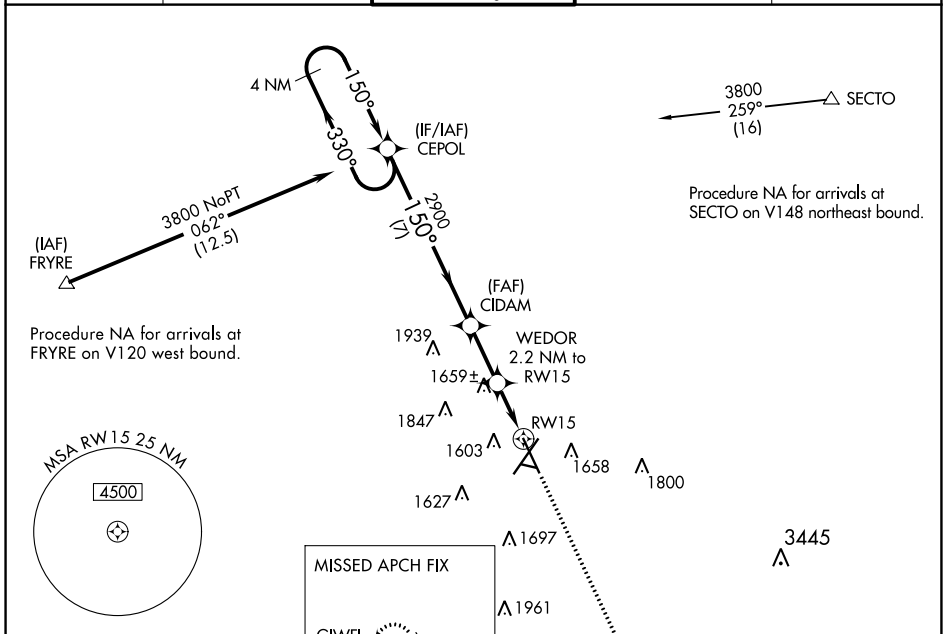 4 NM
150°
330°
(IF/IAF)
CEPOL
3800
259°
(16)
SECTO
Procedure NA for arrivals at
SECTO on V148 northeast bound.
3800 NoPT
062°
(12.5)
(IAF)
FRYRE
2900
150°
(7)
Procedure NA for arrivals at
FRYRE on V120 west bound.
(FAF)
CIDAM
1939
WEDOR
2.2 NM to
RW15
1659±
1847
RW15
1603
1658
1800
MSA RW15 25 NM
4500
1627
1697
3445
MISSED APCH FIX
1961